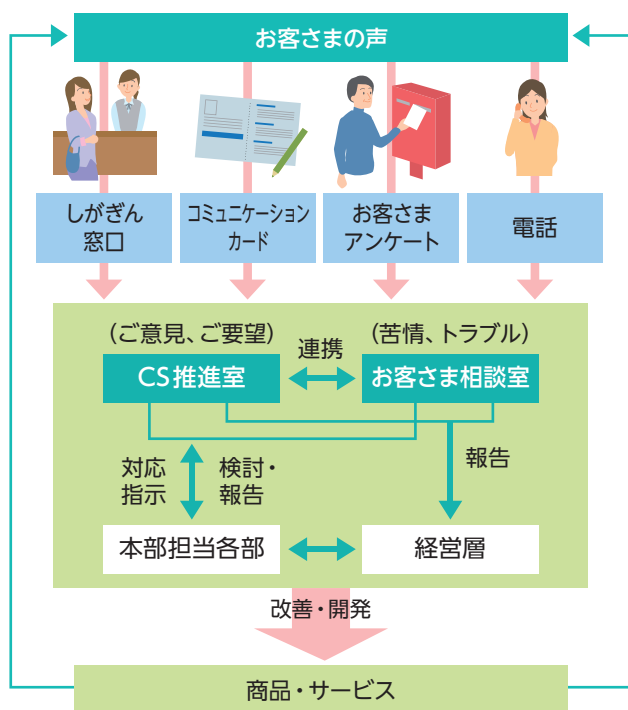 お客さまの声
しがぎん
窓口
コミュニケーション
カード
お客さま
アンケート
電話
(ご意見、ご要望)
(苦情、トラブル)
CS推進室
連携
お客さま相談室
対応
指示
検討・
報告
報告
本部担当各部
経営層
改善・開発
商品・サービス